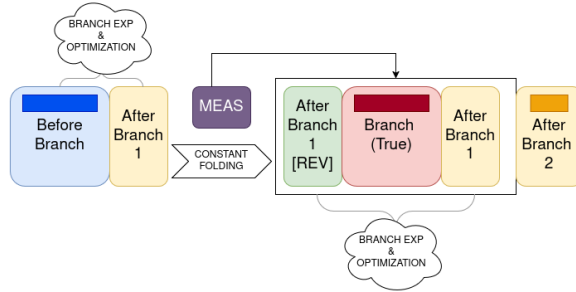 BRANCH EXP
&
OPTIMIZATION
Before
Branch
After
Branch
1
MEAS
CONSTANT
FOLDING
After
Branch
1
[REV]
Branch
(True)
After
Branch
1
After
Branch
2
BRANCH EXP
&
OPTIMIZATION